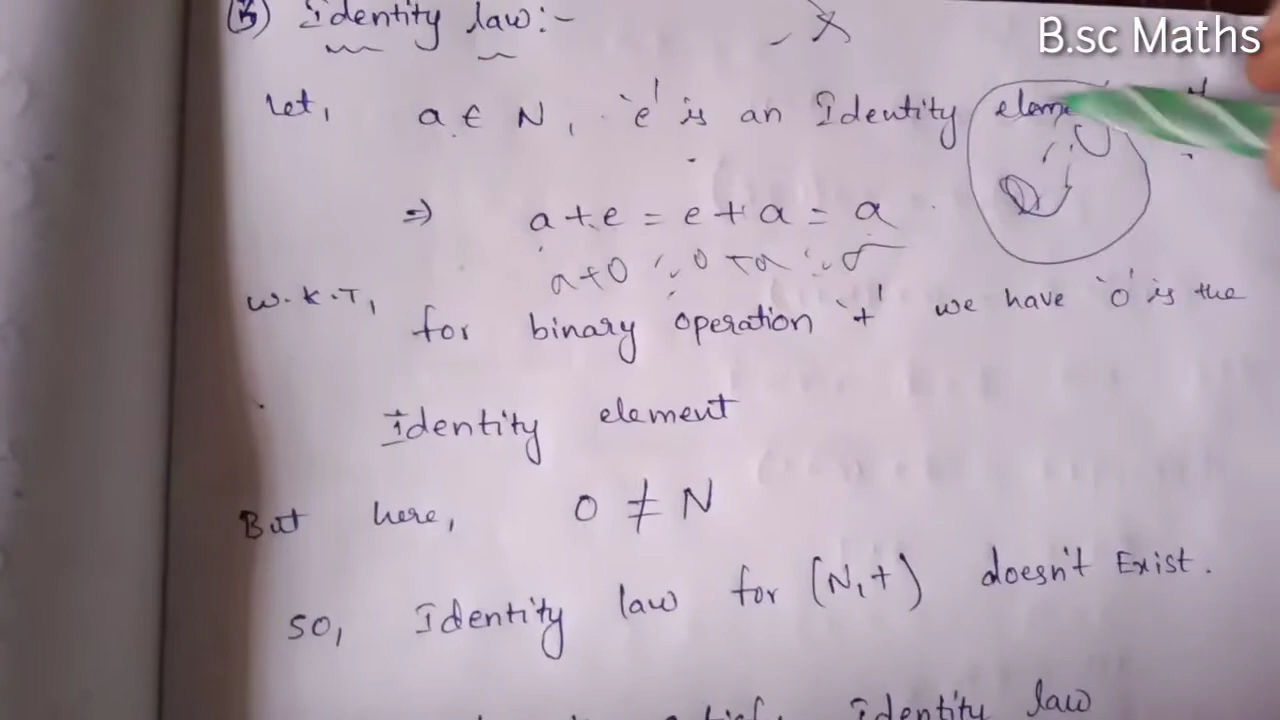 B.sc Maths
(3) Identity law:-
Let, a ∈ N, 'e' is an Identity
⇒ a+e = e+a = a
a+0 = 0+a = a
W.K.T, for binary operation '+' we have '0' is the
Identity element
But here, 0 ≠ N
So, Identity law for (N,+) doesn't Exist.
Identity law